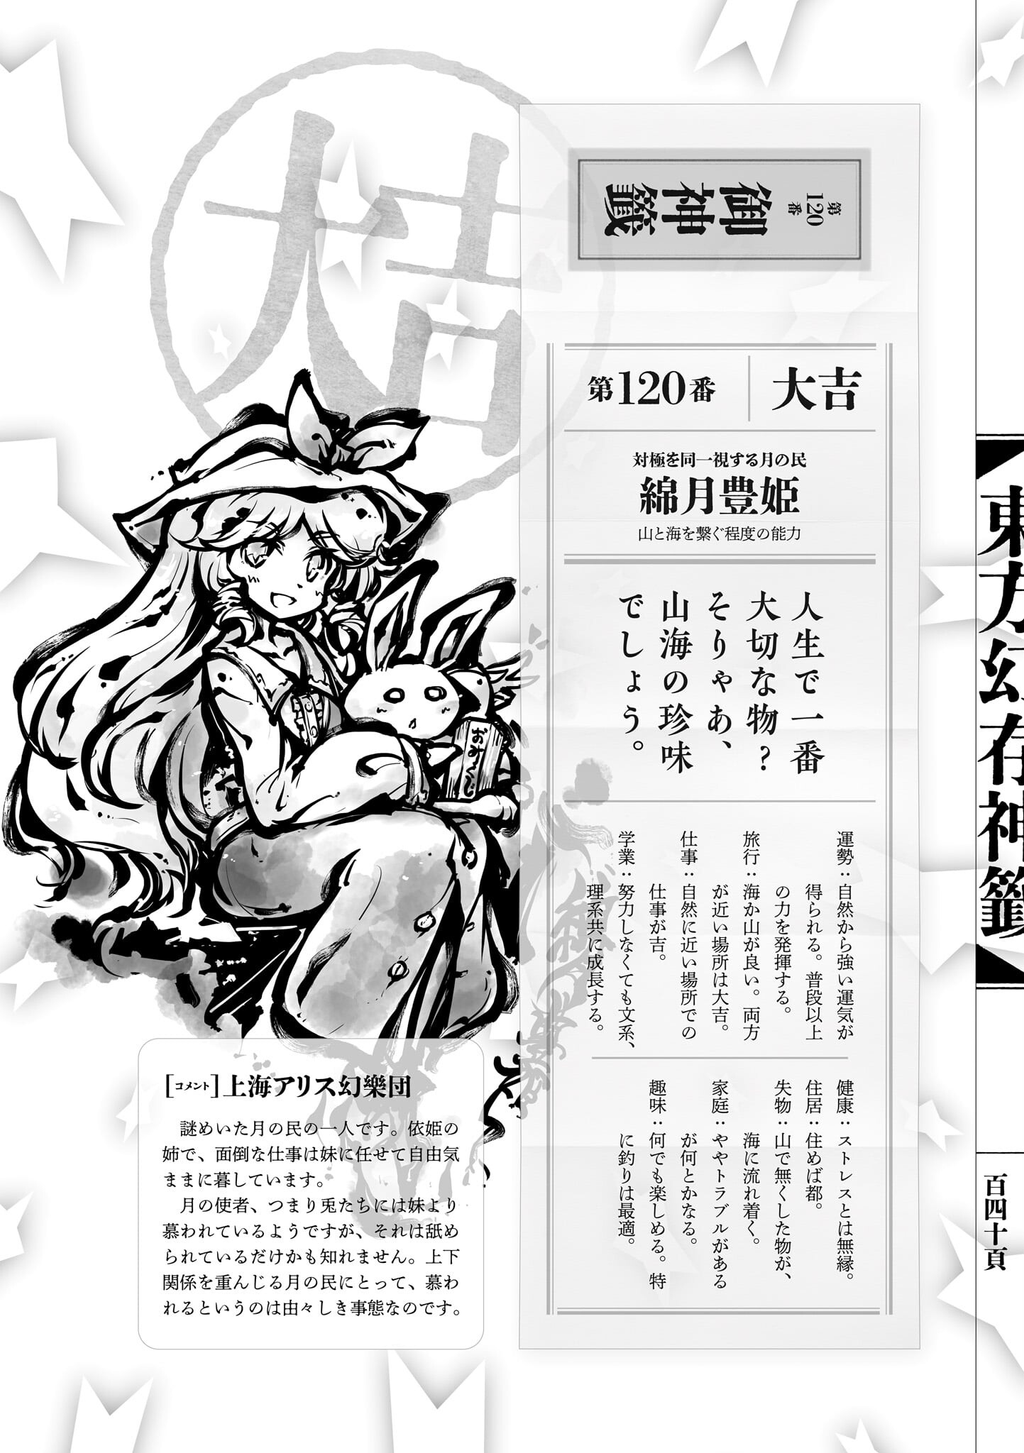 大吉
第120番
御神籤
第120番
大吉
対極を同一視する月の民
綿月豊姫
山と海を繋ぐ程度の能力
人生で一番
大切な物?
そりゃあ、
山海の珍味
でしょう。
運勢：自然から強い運気が
得られる。普段以上
の力を発揮する。
旅行：海か山が良い。両方
が近い場所は大吉。
仕事：自然に近い場所での
仕事が吉。
学業：努力しなくても文系、
理系共に成長する。
健康：ストレスとは無縁。
住居：住めば都。
失物：山で無くした物が、
海に流れ着く。
家庭：ややトラブルがある
が何とかなる。
趣味：何でも楽しめる。特
に釣りは最適。
おみくじ
［コメント］上海アリス幻樂団
謎めいた月の民の一人です。依姫の
姉で、面倒な仕事は妹に任せて自由気
ままに暮しています。
月の使者、つまり兎たちには妹より
慕われているようですが、それは舐め
られているだけかも知れません。上下
関係を重んじる月の民にとって、慕わ
れるというのは由々しき事態なのです。
東方幻存神籤
百四十頁